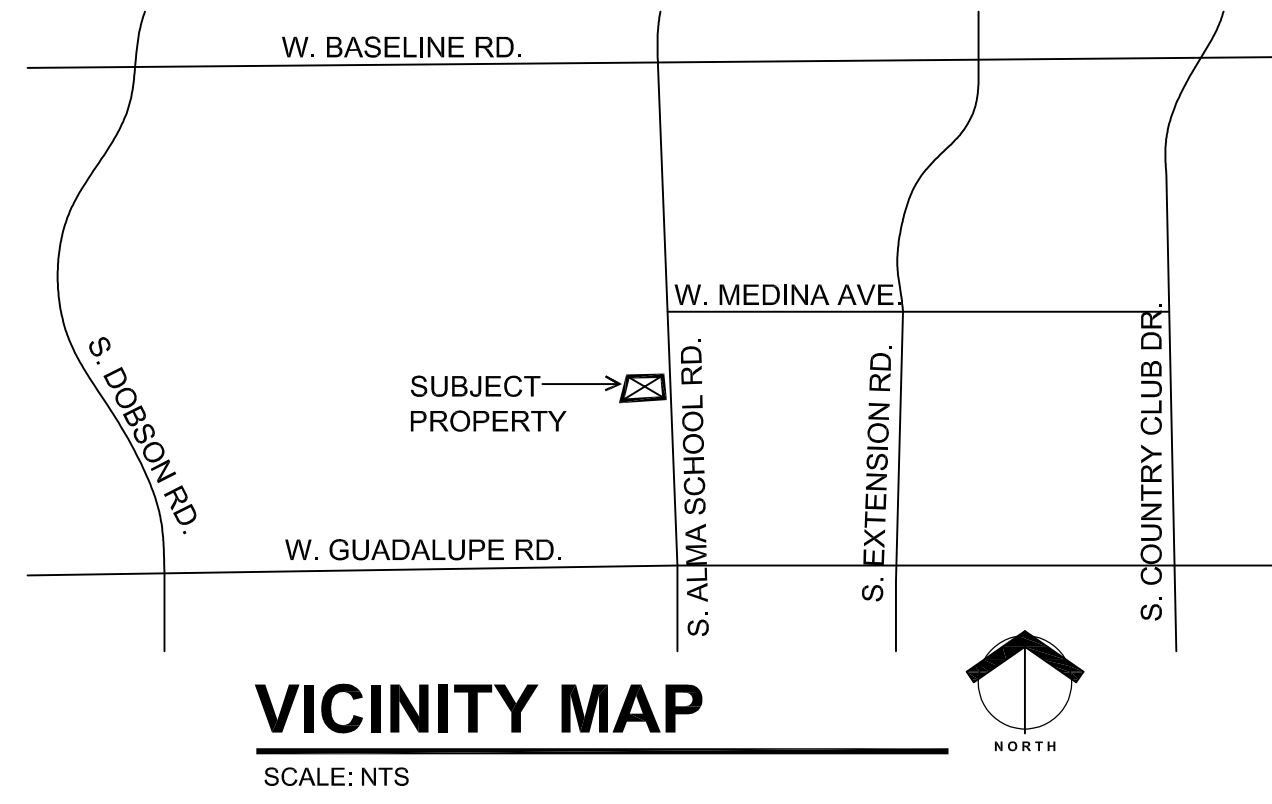 W. BASELINE RD.
W. MEDINA AVE.
S. DOBSON RD.
SUBJECT
PROPERTY
S. ALMA SCHOOL RD.
S. EXTENSION RD.
S. COUNTRY CLUB DR.
W. GUADALUPE RD.
VICINITY MAP
NORTH
SCALE: NTS